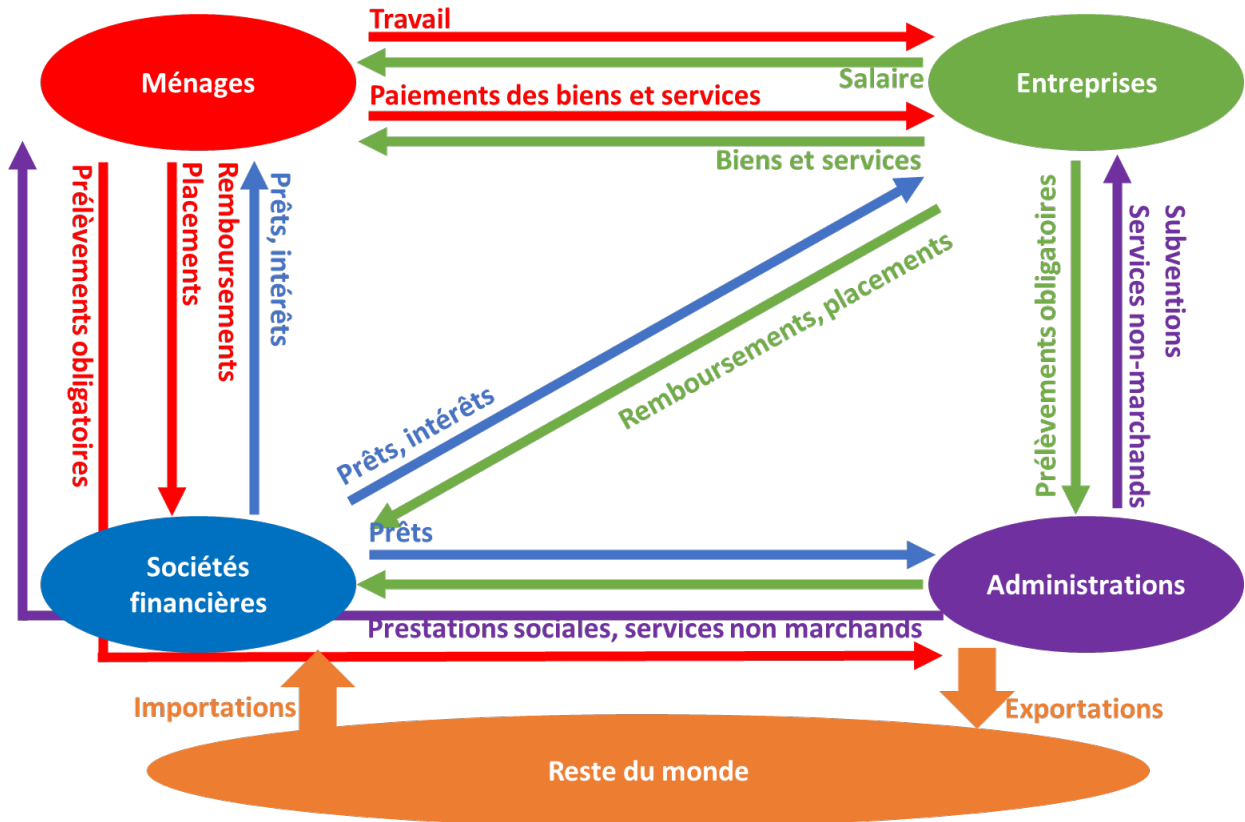 Travail
Ménages
Entreprises
Salaire
Paiements des biens et services
Biens et services
Prélèvements obligatoires
Placements
Remboursements
Prêts, intérêts
Prêts, intérêts
Remboursements, placements
Prélèvements obligatoires
Services non-marchands
Subventions
Prêts
Sociétés
financières
Administrations
Prestations sociales, services non marchands
Importations
Exportations
Reste du monde